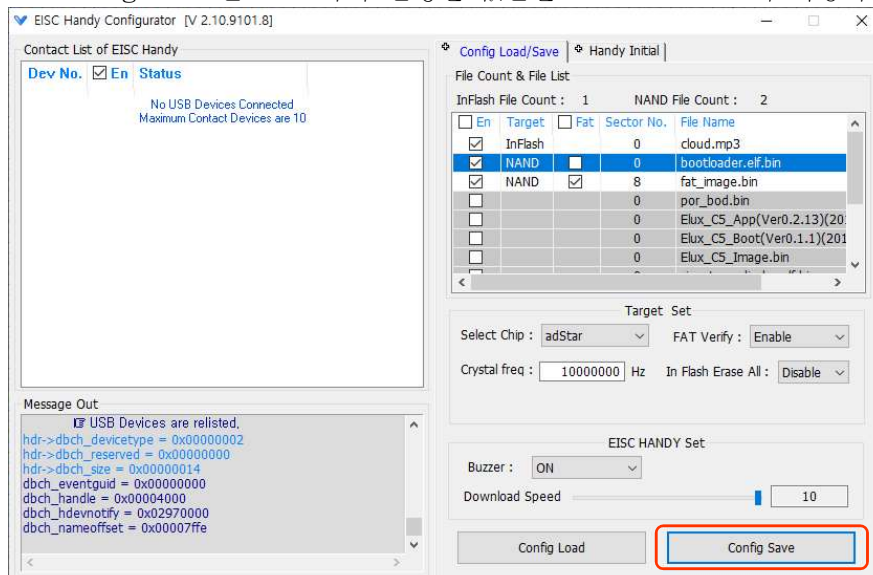 EISC Handy Configurator [V 2.10.9101.8]
Contact List of EISC Handy
Dev No. En Status
No USB Devices Connected
Maximum Contact Devices are 10
Message Out
USB Devices are relisted,
hdr->dbch_devicetype = 0x00000002
hdr->dbch_reserved = 0x00000000
hdr->dbch_size = 0x00000014
dbch_eventguid = 0x00000000
dbch_handle = 0x00004000
dbch_hdevnotify = 0x02970000
dbch_nameoffset = 0x00007ffe
Config Load/Save Handy Initial
File Count & File List
InFlash File Count : 1 NAND File Count : 2
En Target Fat Sector No. File Name
InFlash 0 cloud.mp3
NAND 0 bootloader.elf.bin
NAND 8 fat_image.bin
0 por_bod.bin
0 Elux_C5_App(Ver0.2.13)(20
0 Elux_C5_Boot(Ver0.1.1)(201
0 Elux_C5_Image.bin
Target Set
Select Chip : adStar FAT Verify : Enable
Crystal freq : 10000000 Hz In Flash Erase All : Disable
EISC HANDY Set
Buzzer : ON
Download Speed 10
Config Load Config Save